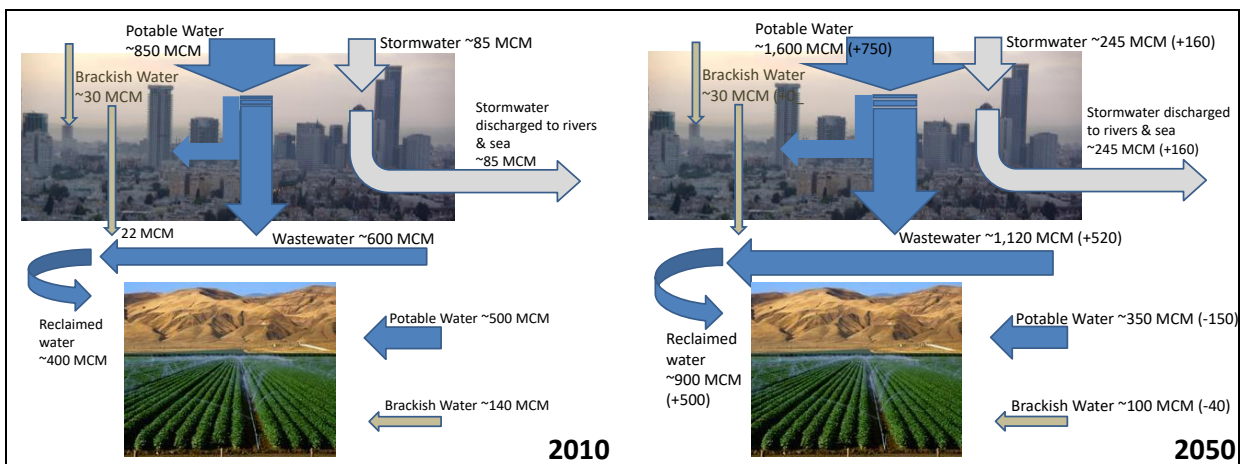 Potable Water
~850 MCM
Stormwater ~85 MCM
Brackish Water
~30 MCM
Stormwater
discharged to rivers
& sea
~85 MCM
22 MCM
Wastewater ~600 MCM
Reclaimed
water
~400 MCM
Potable Water ~500 MCM
Brackish Water ~140 MCM
2010
Potable Water
~1,600 MCM (+750)
Stormwater ~245 MCM (+160)
Brackish Water
~30 MCM (+0_
Stormwater discharged
to rivers & sea
~245 MCM (+160)
Wastewater ~1,120 MCM (+520)
Reclaimed
water
~900 MCM
(+500)
Potable Water ~350 MCM (-150)
Brackish Water ~100 MCM (-40)
2050